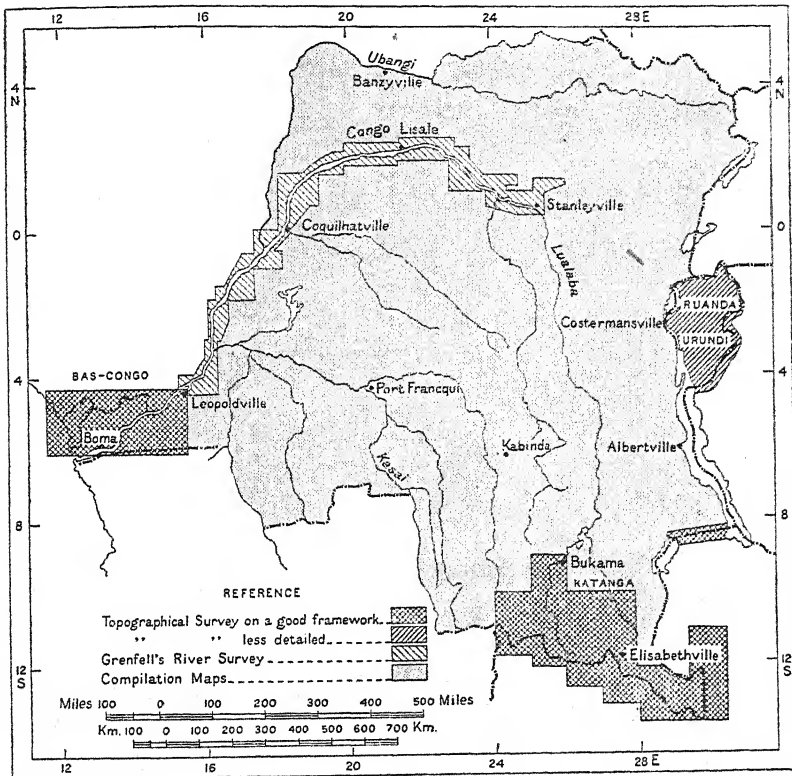 12 16 20 24 28 E
4 N
4 N
Ubangi
Banzyville
Congo Lisale
Stanleyville
0
0
Coquilhatville
Lualaba
RUANDA
Costermansville
URUNDI
BAS-CONGO
4
4
Port Francqui
Leopoldville
Boma
Kabinda
Albertville
Kasai
8
8
Bukama
REFERENCE
KATANGA
Topographical Survey on a good framework
" " less detailed
Elisabethville
Grenfell's River Survey
12 S
12 S
Compilation Maps
Miles 100 0 100 200 300 400 500 Miles
Km. 100 0 100 200 300 400 500 600 700 Km.
12 16 20 24 28 E